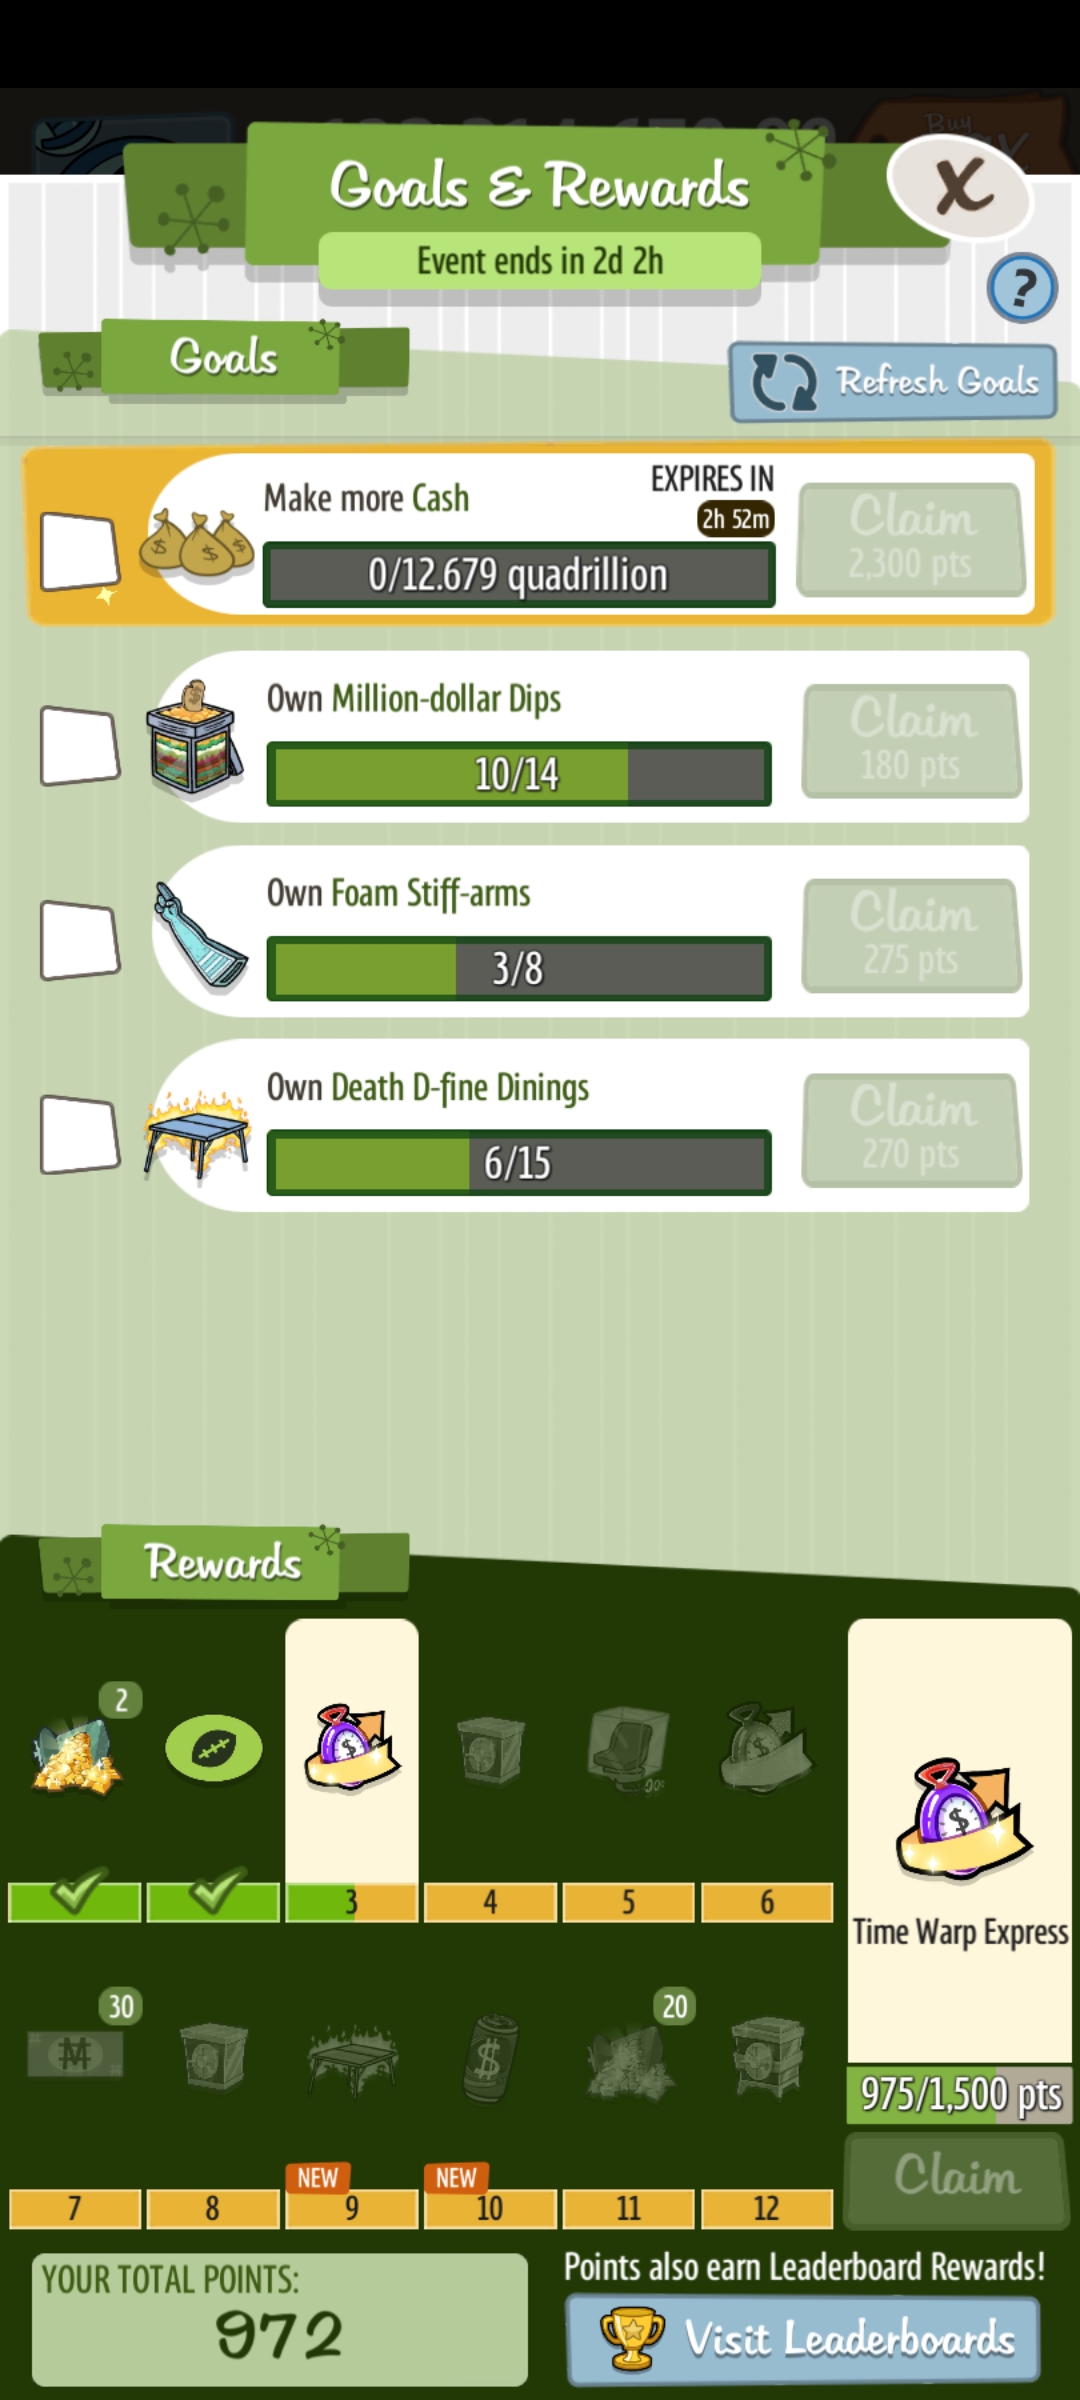 Buy
Goals & Rewards
X
Event ends in 2d 2h
?
Goals
Refresh Goals
Make more Cash
EXPIRES IN
2h 52m
0/12.679 quadrillion
Claim
2,300 pts
Own Million-dollar Dips
10/14
Claim
180 pts
Own Foam Stiff-arms
3/8
Claim
275 pts
Own Death D-fine Dinings
6/15
Claim
270 pts
Rewards
2
3
4
5
6
Time Warp Express
30
20
975/1,500 pts
NEW
NEW
7
8
9
10
11
12
Claim
YOUR TOTAL POINTS:
972
Points also earn Leaderboard Rewards!
Visit Leaderboards